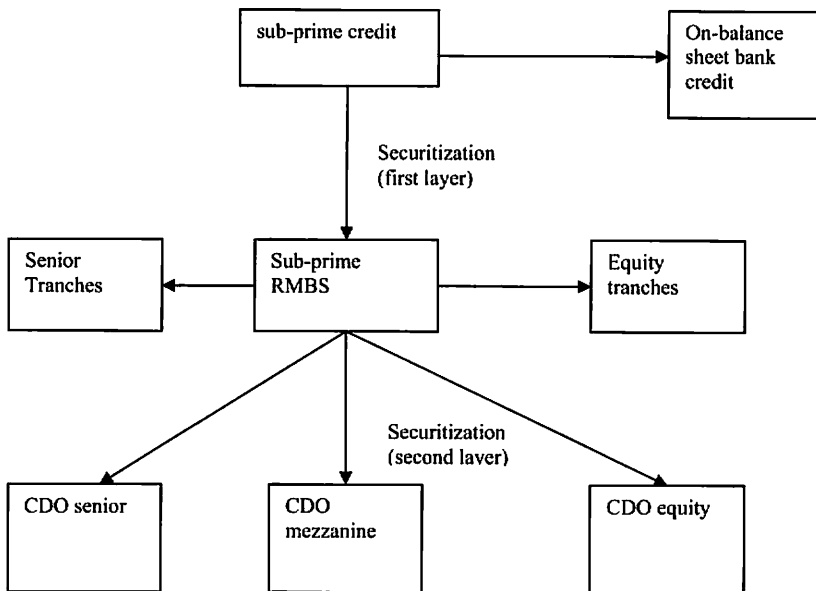 sub-prime credit
On-balance
sheet bank
credit
Securitization
(first layer)
Senior
Tranches
Sub-prime
RMBS
Equity
tranches
Securitization
(second layer)
CDO senior
CDO
mezzanine
CDO equity